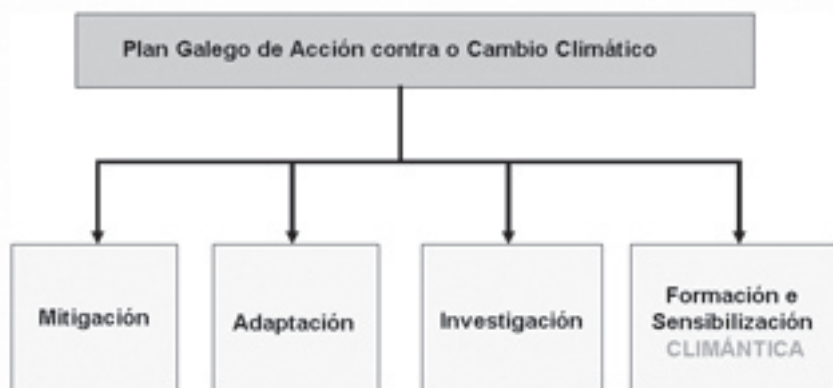 Plan Galego de Acción contra o Cambio Climático
Mitigación
Adaptación
Investigación
Formación e
Sensibilización
CLIMÁNTICA